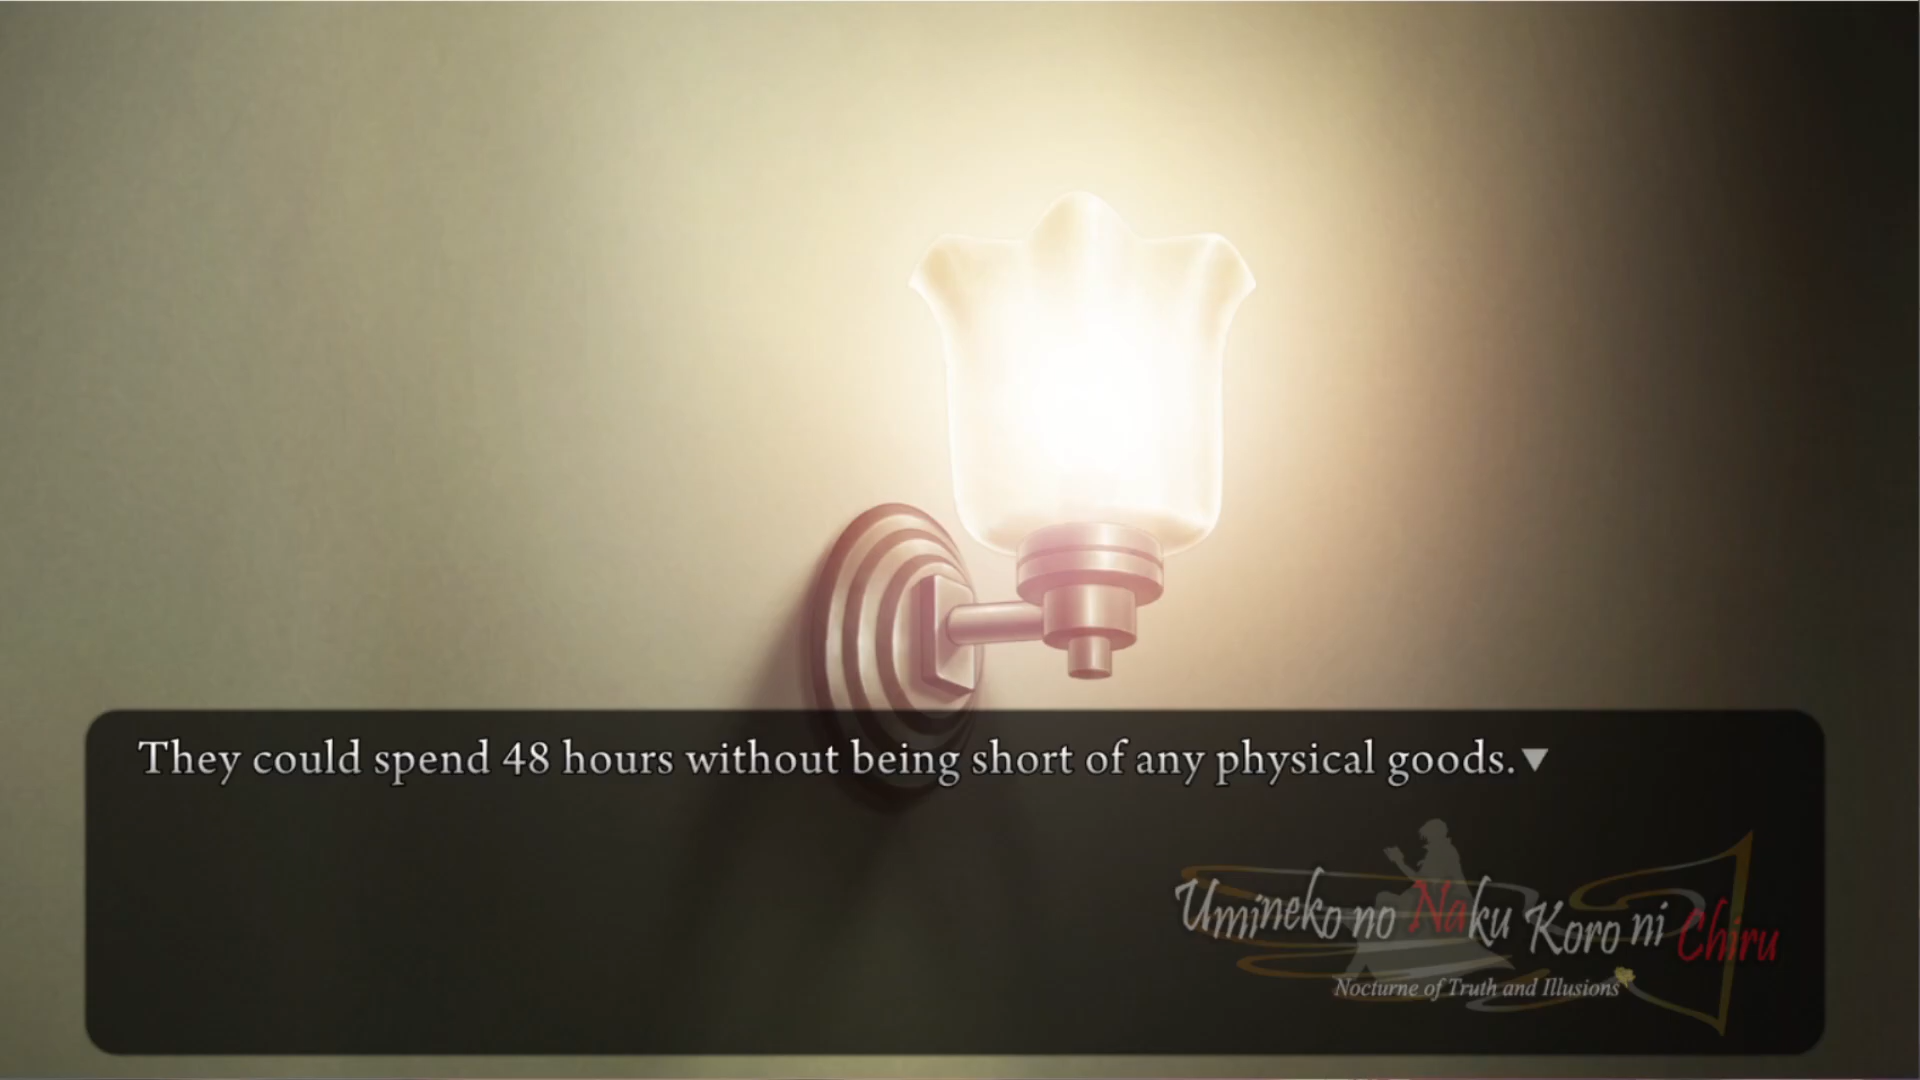 They could spend 48 hours without being short of any physical goods.▼
Umineko no Naku Koro ni Chiru
Nocturne of Truth and Illusions